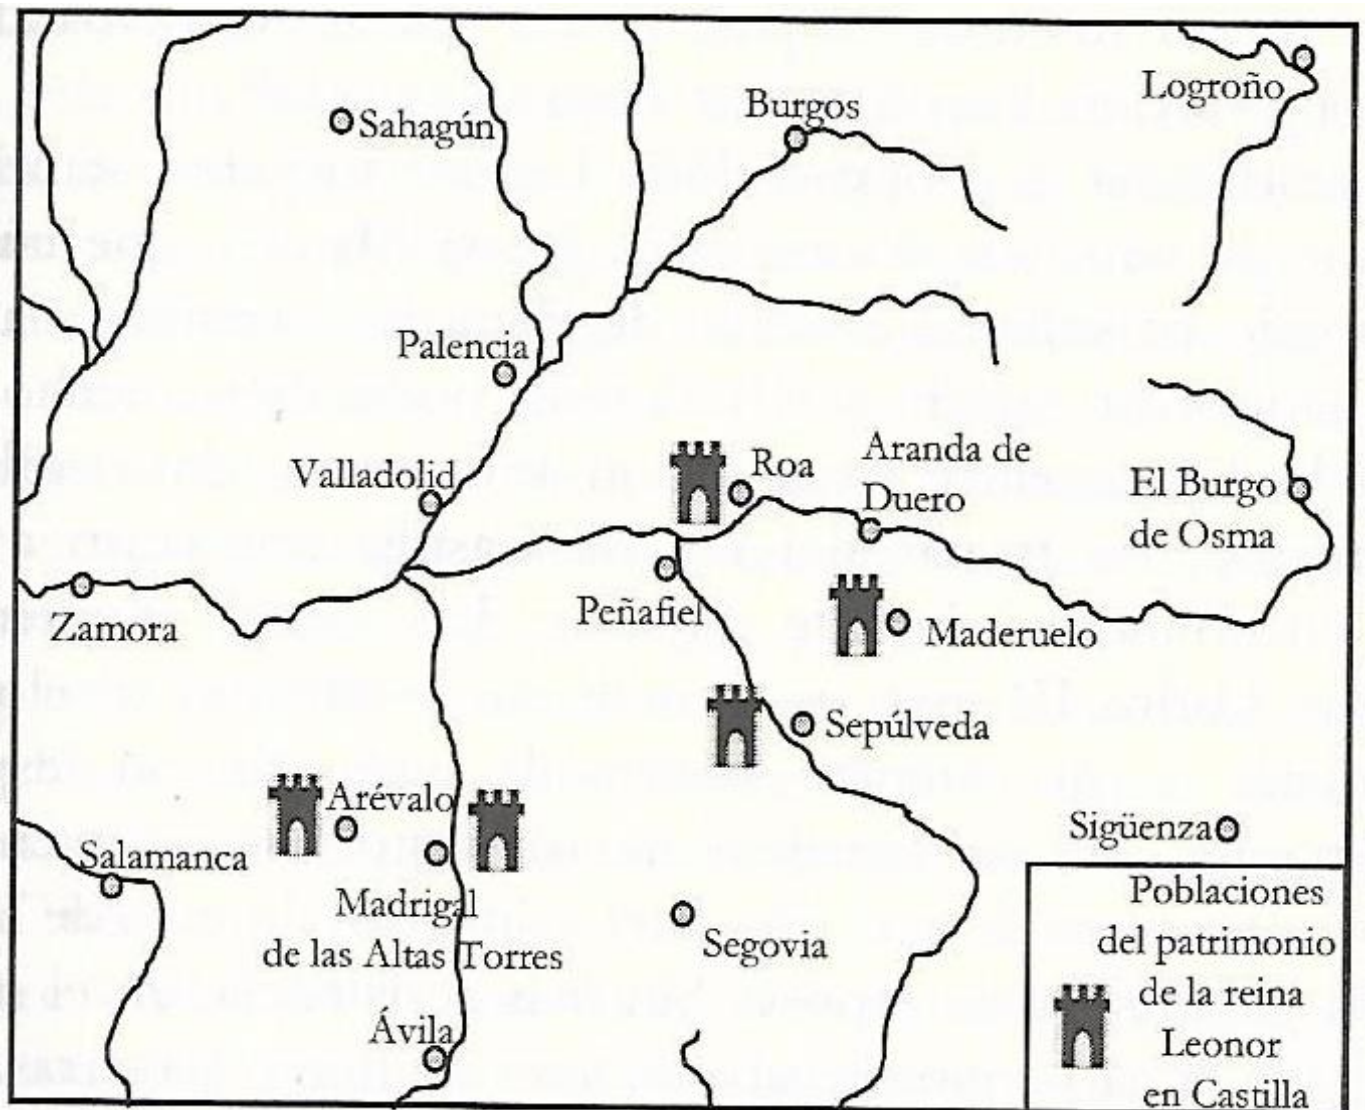 Logroño
Burgos
Sahagún
Palencia
Valladolid
Roa
Aranda de
Duero
El Burgo
de Osma
Zamora
Peñafiel
Maderuelo
Sepúlveda
Arévalo
Sigüenza
Salamanca
Madrigal
de las Altas Torres
Segovia
Ávila
Poblaciones
del patrimonio
de la reina
Leonor
en Castilla